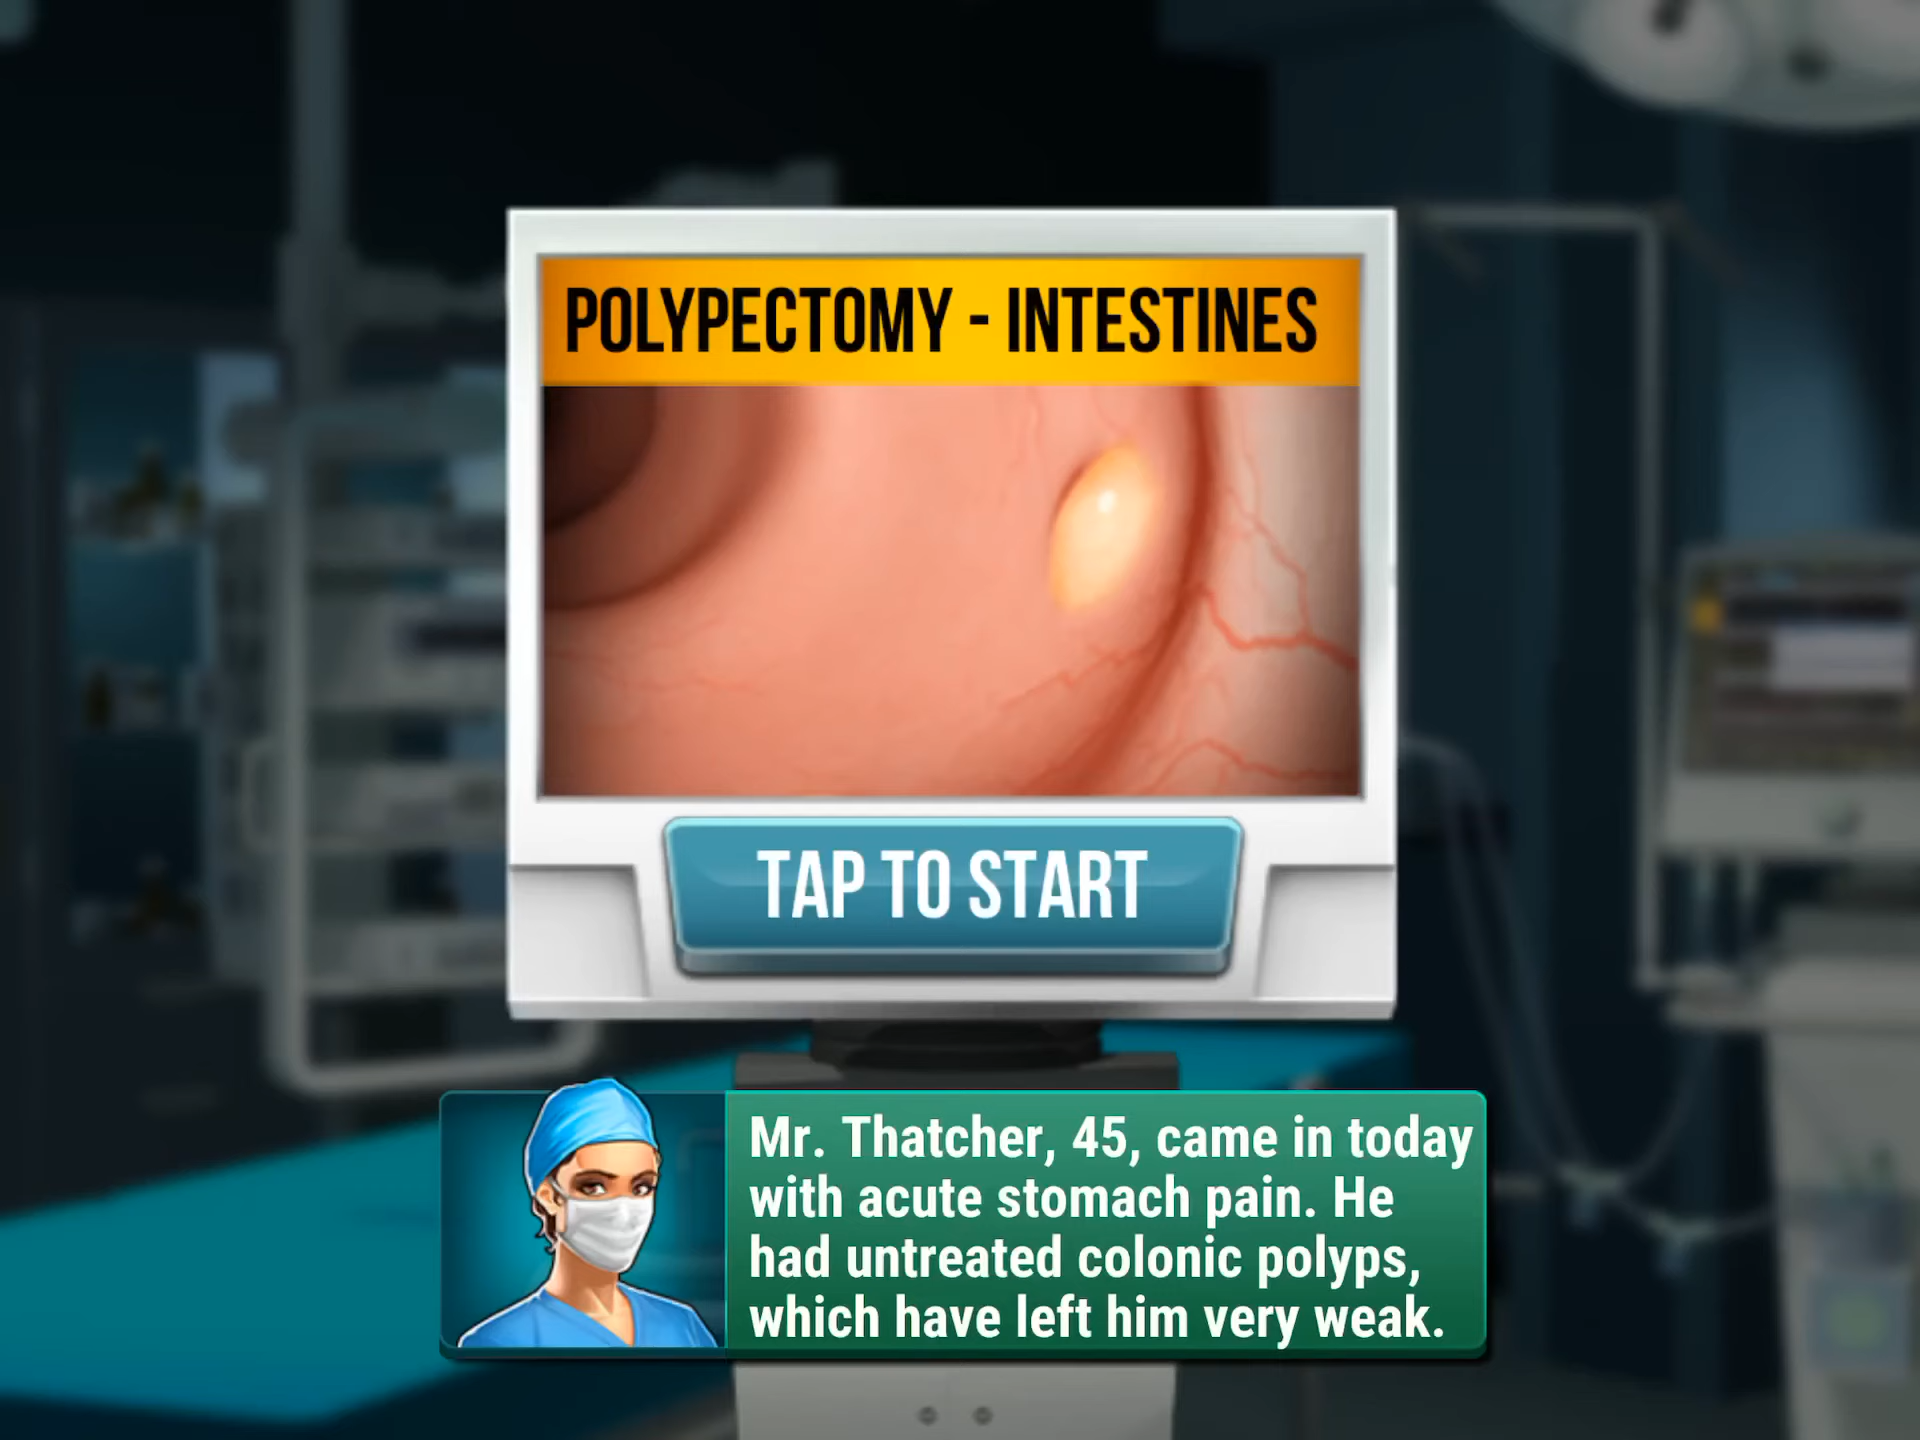 POLYPECTOMY - INTESTINES
TAP TO START
Mr. Thatcher, 45, came in today
with acute stomach pain. He
had untreated colonic polyps,
which have left him very weak.